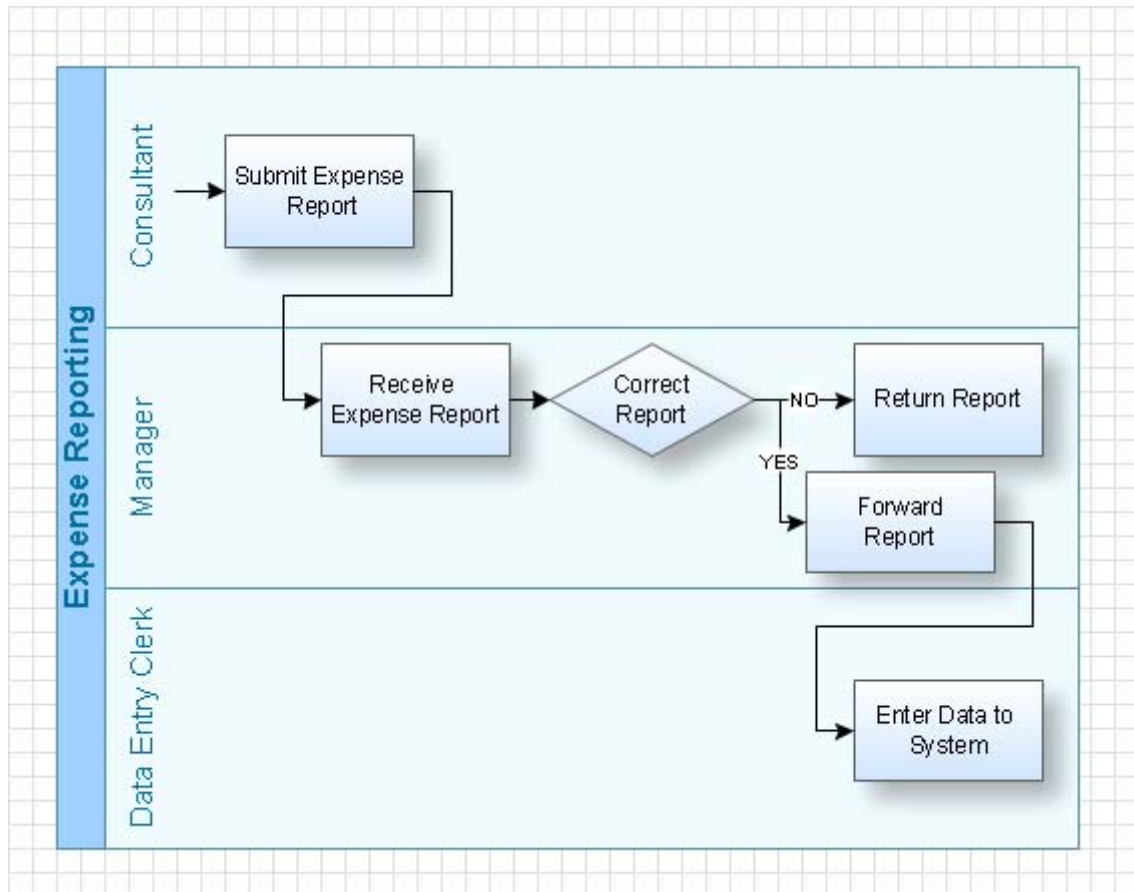 Expense Reporting
Consultant
Submit Expense
Report
Manager
Receive
Expense Report
Correct
Report
NO
Return Report
YES
Forward
Report
Data Entry Clerk
Enter Data to
System